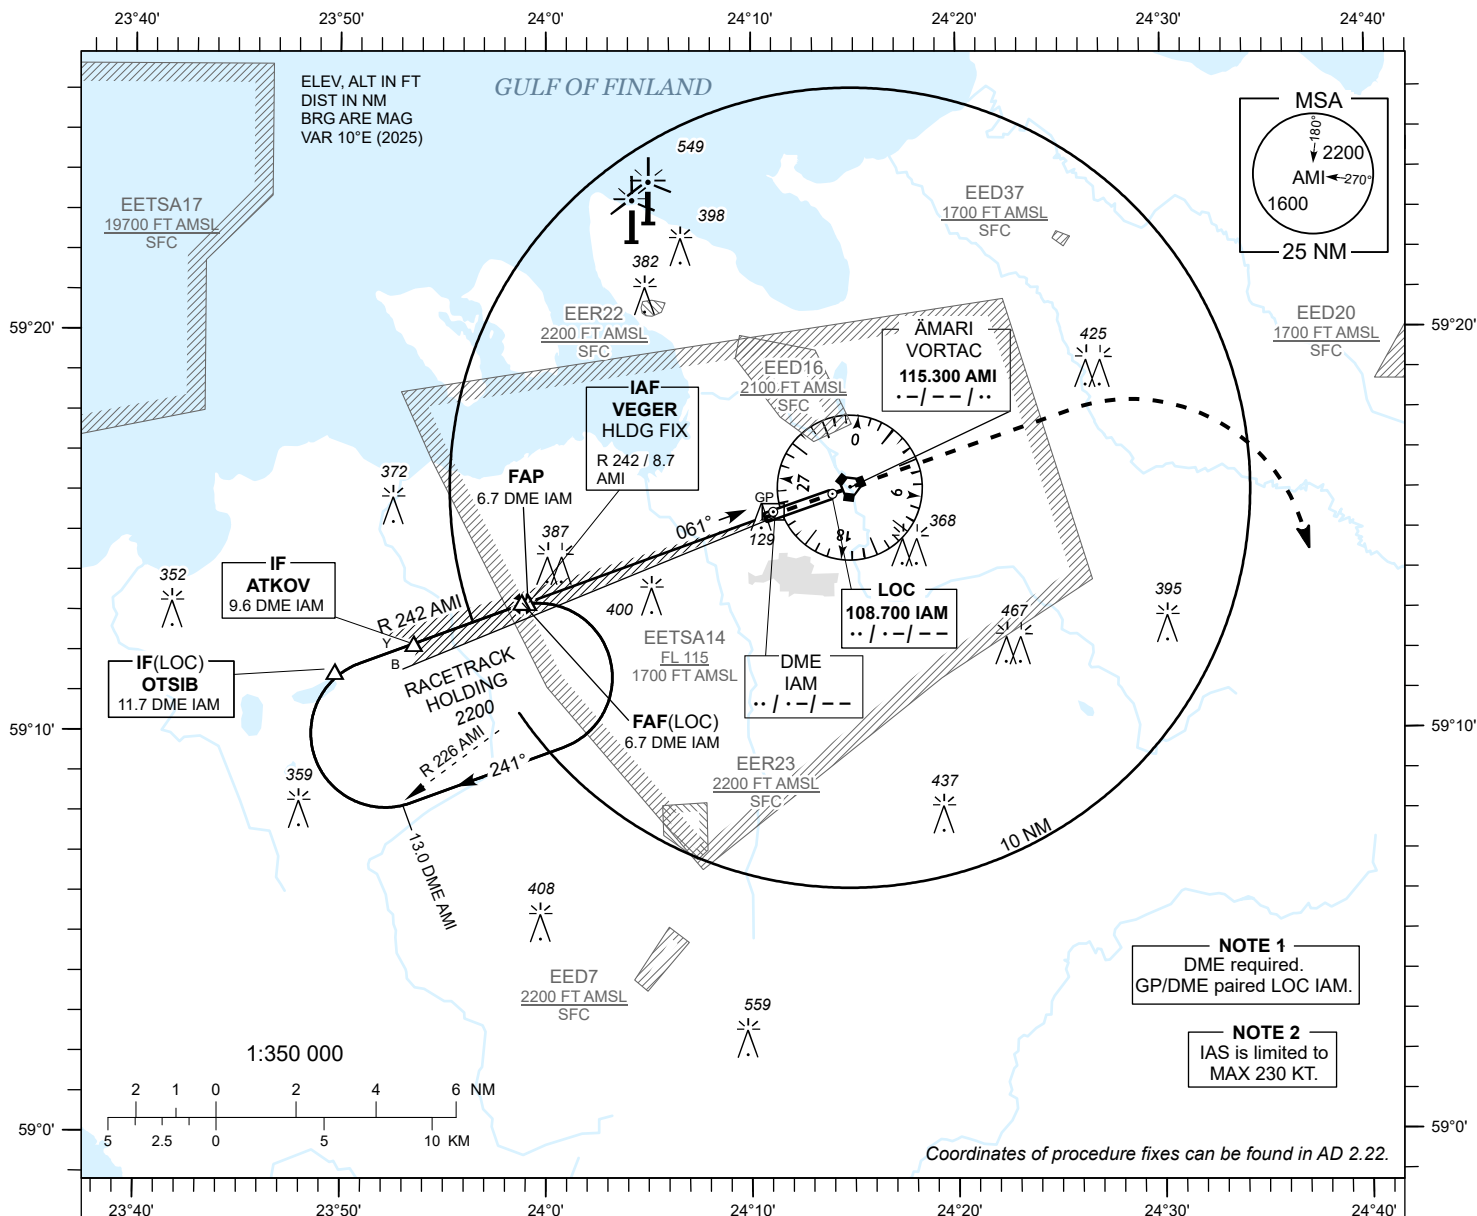 23°40'
23°50'
24°0'
24°10'
24°20'
24°30'
24°40'
ELEV, ALT IN FT
DIST IN NM
BRG ARE MAG
VAR 10°E (2025)
GULF OF FINLAND
MSA
180°
2200
AMI
270°
1600
25 NM
549
398
382
EETSA17
19700 FT AMSL
SFC
EED37
1700 FT AMSL
SFC
EER22
2200 FT AMSL
SFC
EED20
1700 FT AMSL
SFC
59°20'
59°20'
ÄMARI
VORTAC
115.300 AMI
·–/––/··
425
EED16
2100 FT AMSL
SFC
IAF
VEGER
HLDG FIX
R 242 / 8.7
AMI
0
9
18
27
372
FAP
6.7 DME IAM
GP
129
061°
387
368
IF
ATKOV
9.6 DME IAM
352
400
LOC
108.700 IAM
··/·–/––
395
467
R 242 AMI
Y
B
EETSA14
FL 115
1700 FT AMSL
DME
IAM
··/·–/––
IF(LOC)
OTSIB
11.7 DME IAM
RACETRACK
HOLDING
2200
R 226 AMI
241°
FAF(LOC)
6.7 DME IAM
59°10'
59°10'
359
EER23
2200 FT AMSL
SFC
437
10 NM
13.0 DME AMI
408
EED7
2200 FT AMSL
SFC
559
NOTE 1
DME required.
GP/DME paired LOC IAM.
NOTE 2
IAS is limited to
MAX 230 KT.
1:350 000
2 1 0 2 4 6 NM
5 2.5 0 5 10 KM
59°0'
59°0'
Coordinates of procedure fixes can be found in AD 2.22.
23°40'
23°50'
24°0'
24°10'
24°20'
24°30'
24°40'